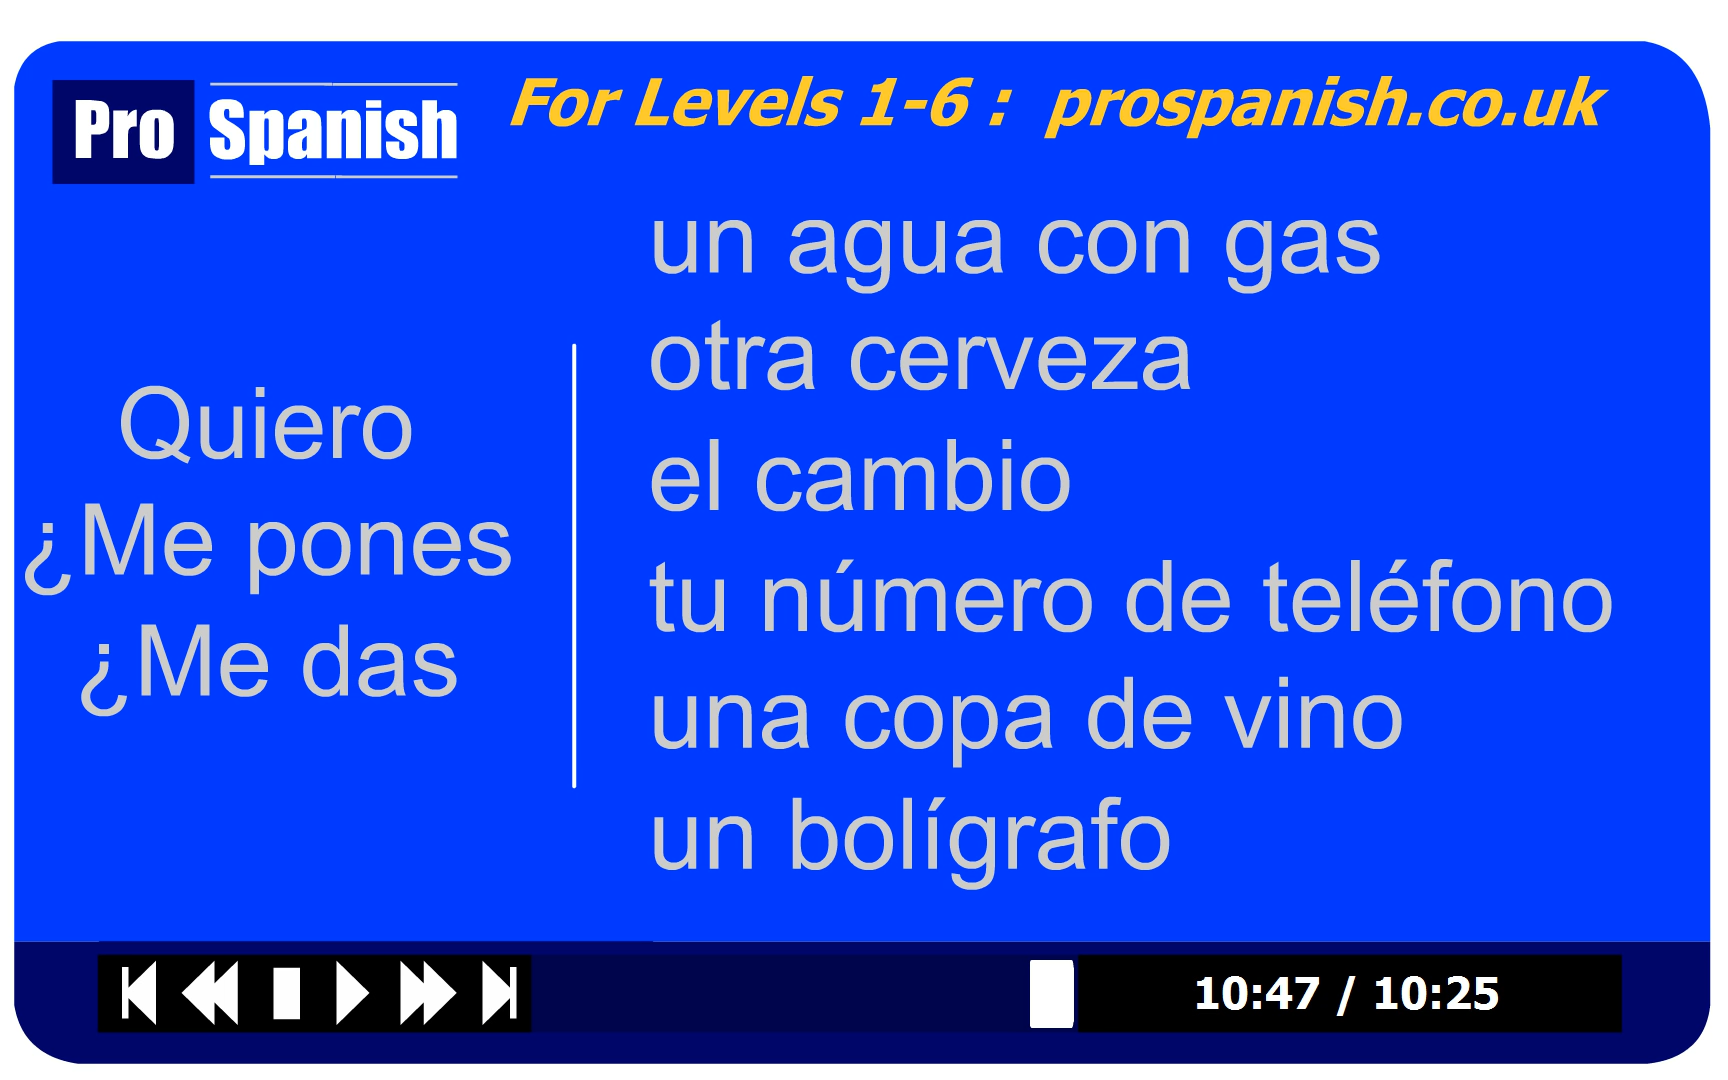 Pro Spanish
For Levels 1-6 : prospanish.co.uk
Quiero
¿Me pones
¿Me das
un agua con gas
otra cerveza
el cambio
tu número de teléfono
una copa de vino
un bolígrafo
10:47 / 10:25